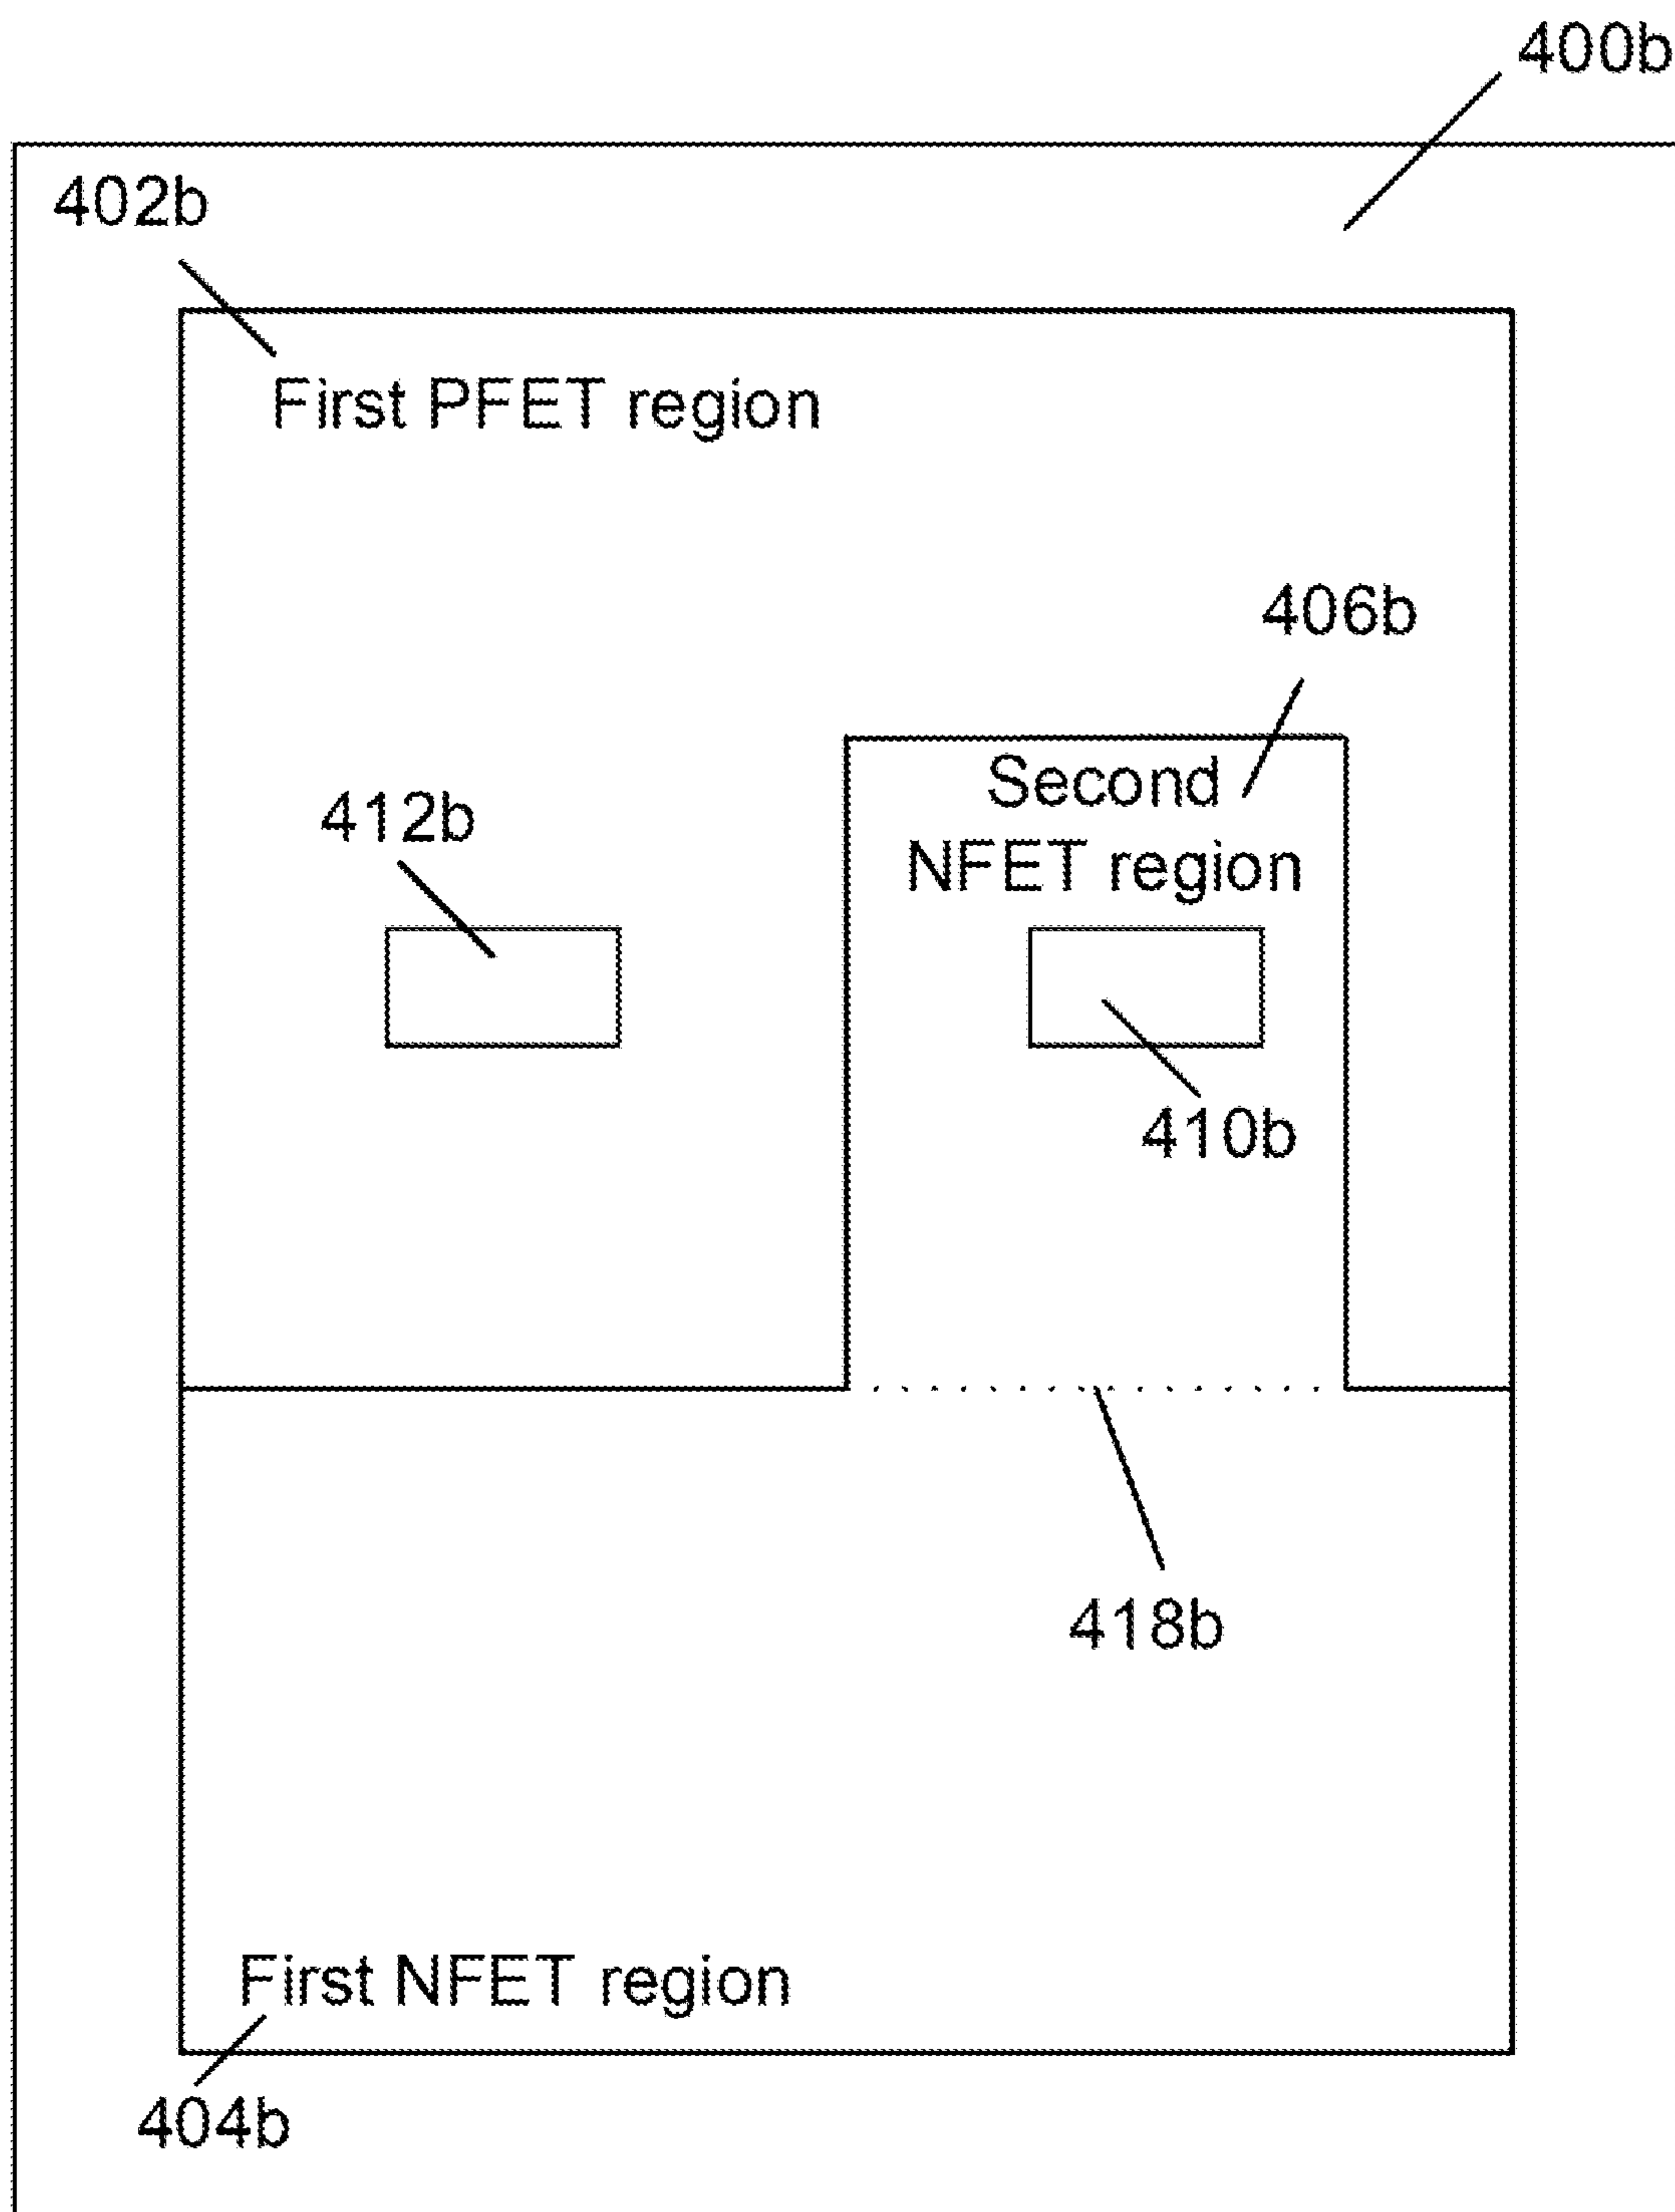 400b
402b
First PFET region
406b
Second
NFET region
412b
410b
418b
First NFET region
404b